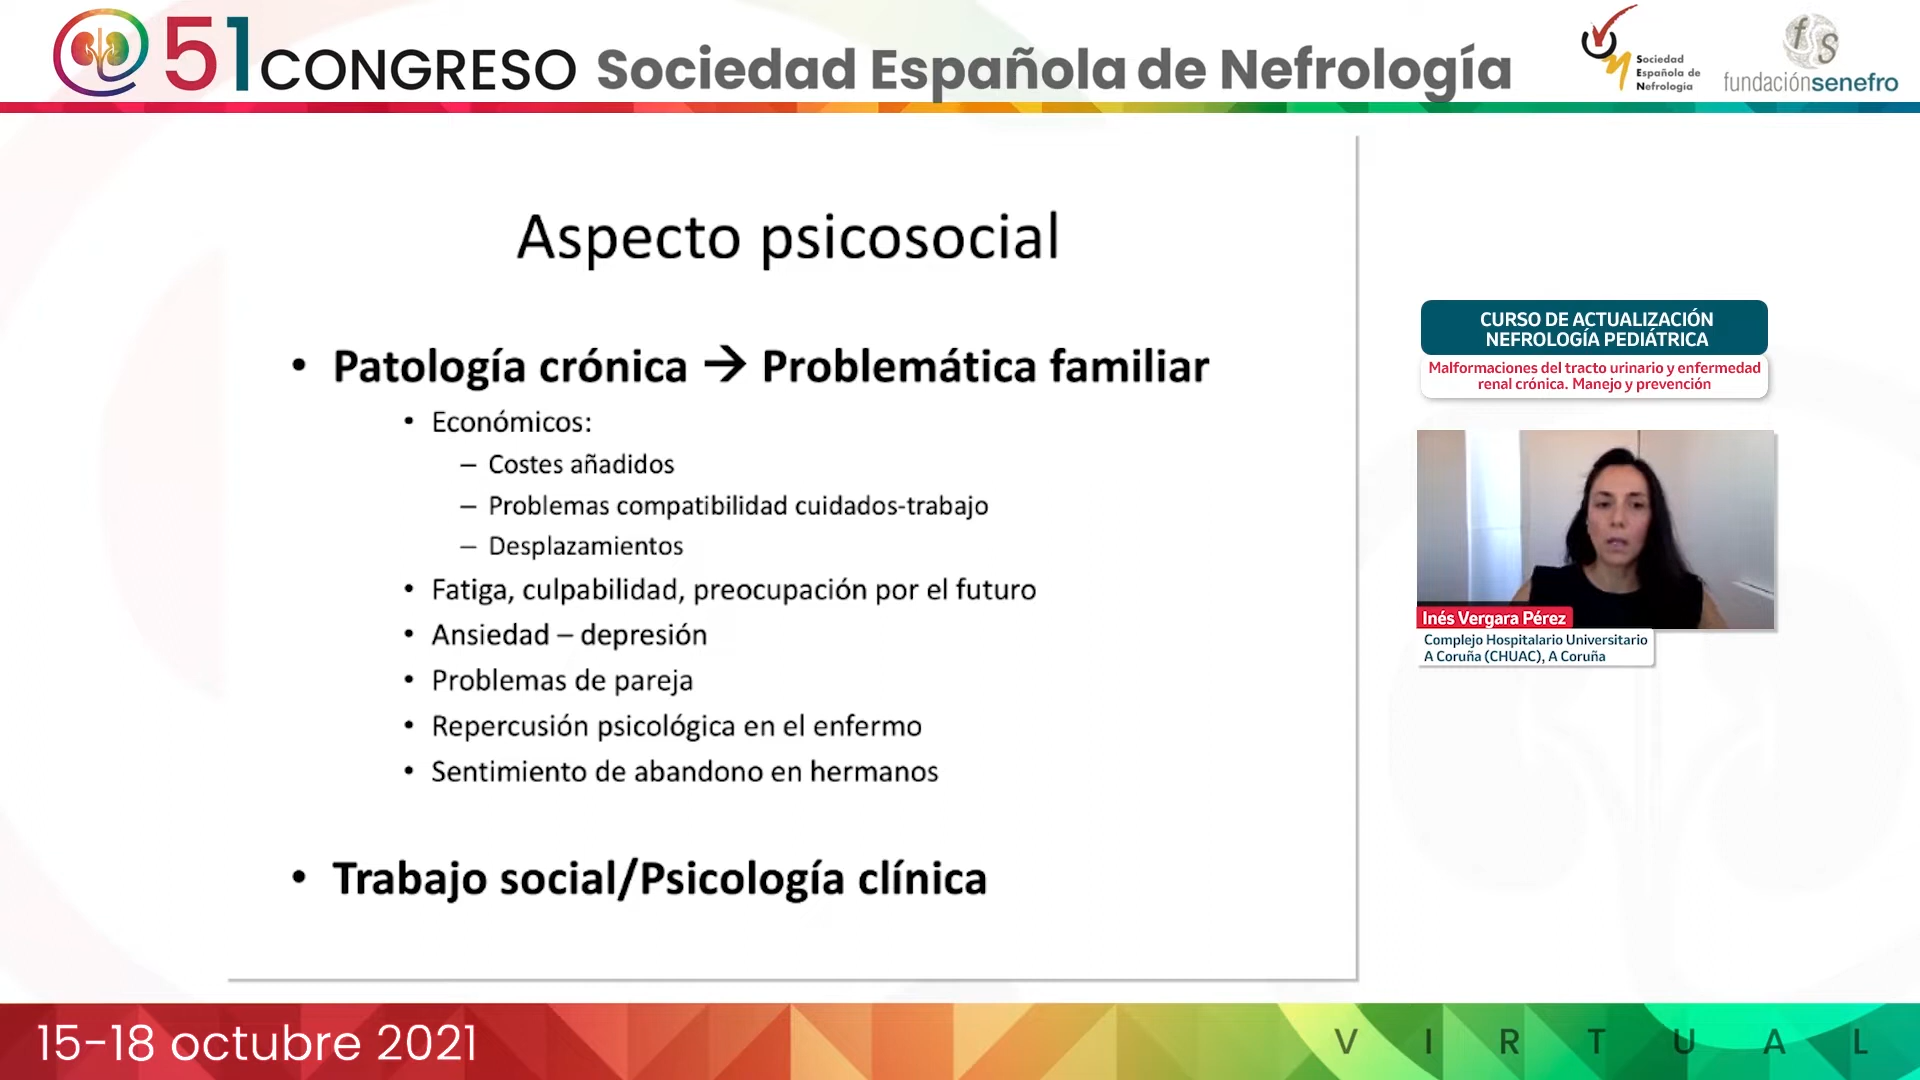 51 CONGRESO Sociedad Española de Nefrología
Sociedad
Española de
Nefrología
fs
fundaciónsenefro
Aspecto psicosocial
• Patología crónica → Problemática familiar
• Económicos:
– Costes añadidos
– Problemas compatibilidad cuidados-trabajo
– Desplazamientos
• Fatiga, culpabilidad, preocupación por el futuro
• Ansiedad – depresión
• Problemas de pareja
• Repercusión psicológica en el enfermo
• Sentimiento de abandono en hermanos
• Trabajo social/Psicología clínica
CURSO DE ACTUALIZACIÓN
NEFROLOGÍA PEDIÁTRICA
Malformaciones del tracto urinario y enfermedad
renal crónica. Manejo y prevención
Inés Vergara Pérez
Complejo Hospitalario Universitario
A Coruña (CHUAC), A Coruña
15-18 octubre 2021
VIRTUAL